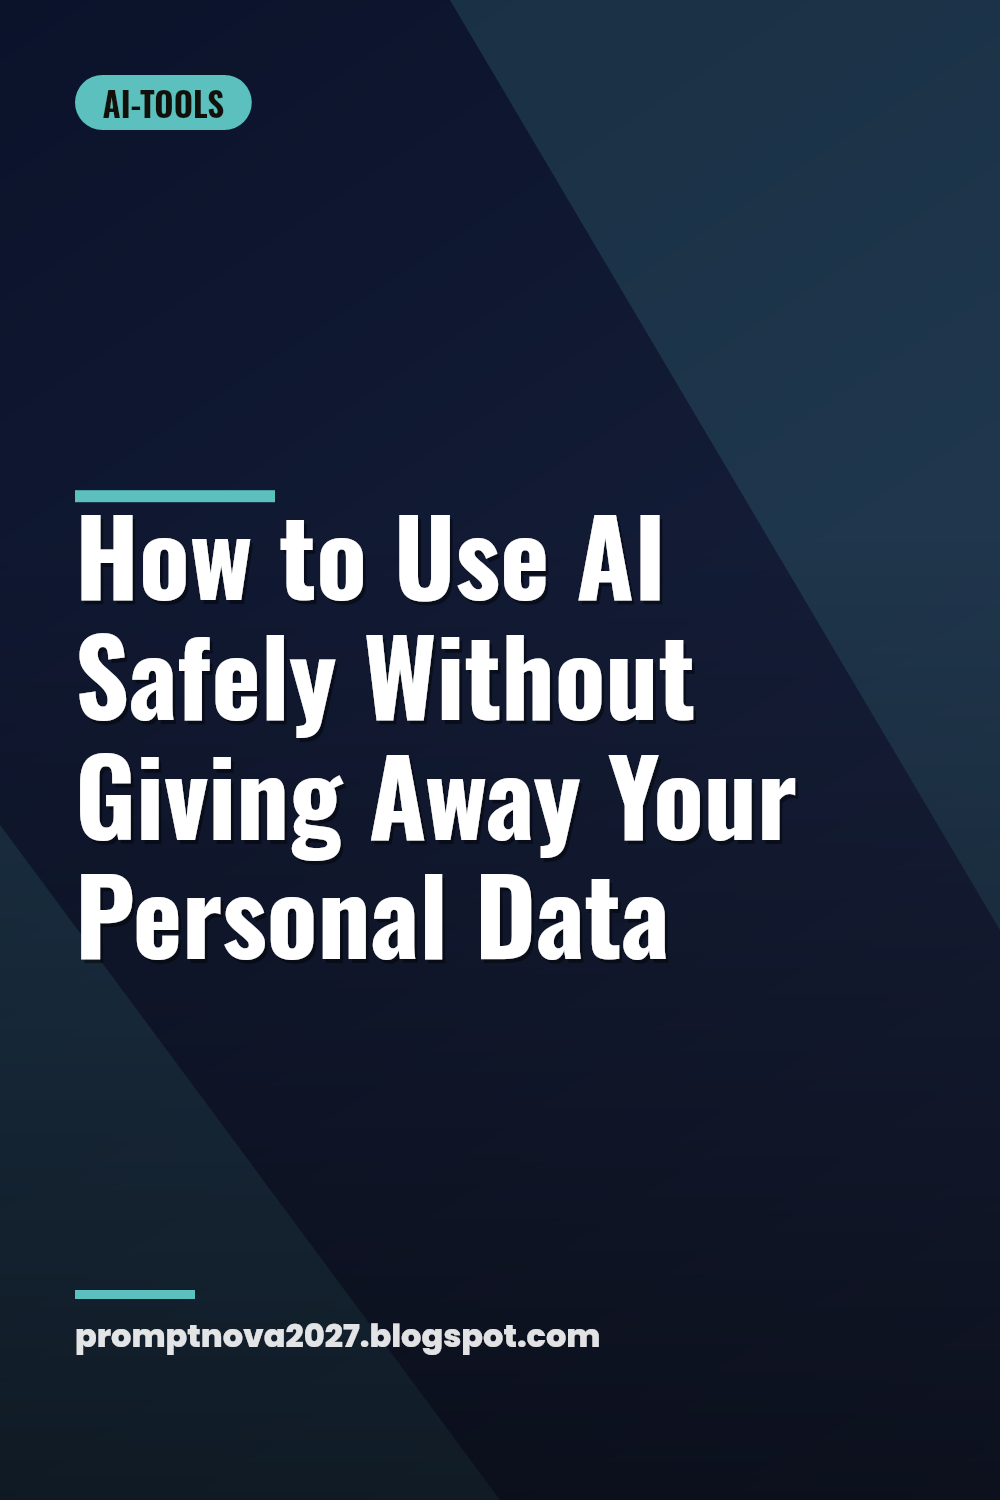 AI-TOOLS
How to Use AI
Safely Without
Giving Away Your
Personal Data
promptnova2027.blogspot.com